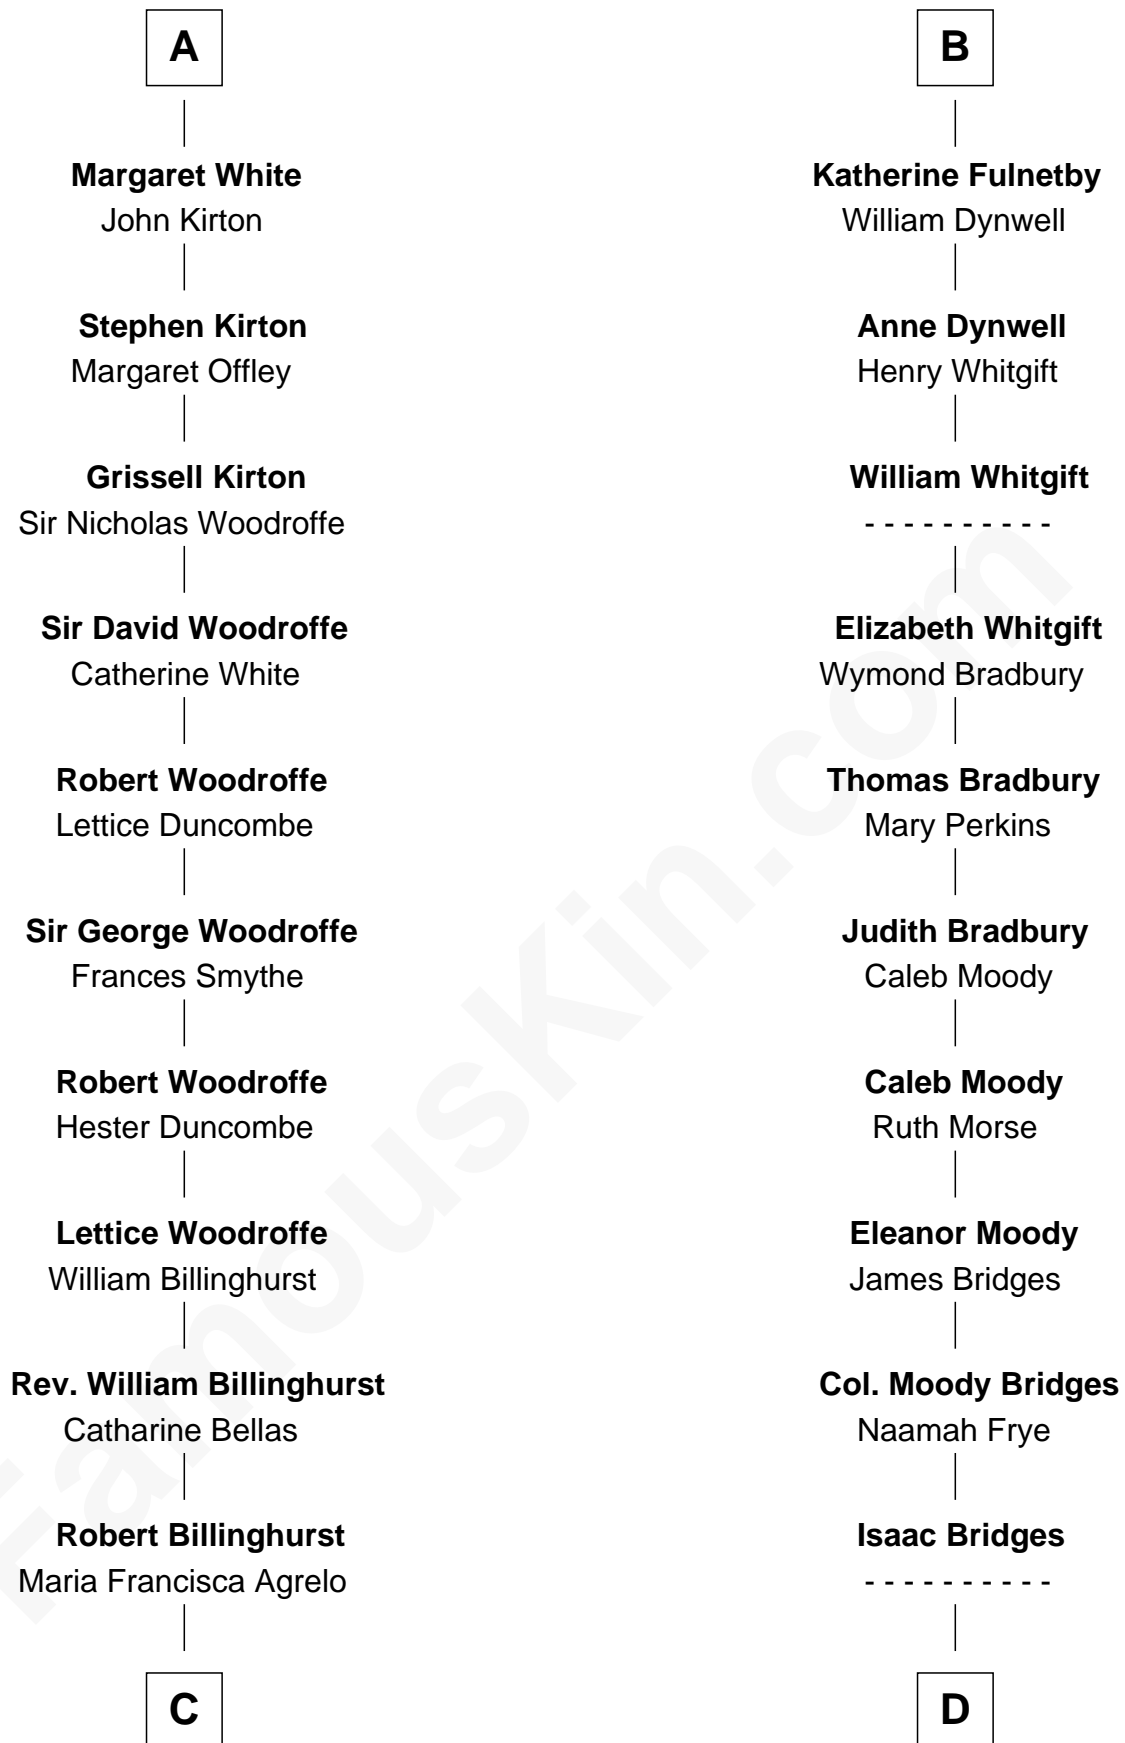 A
Margaret White
John Kirton
Stephen Kirton
Margaret Offley
Grissell Kirton
Sir Nicholas Woodroffe
Sir David Woodroffe
Catherine White
Robert Woodroffe
Lettice Duncombe
Sir George Woodroffe
Frances Smythe
Robert Woodroffe
Hester Duncombe
Lettice Woodroffe
William Billinghurst
Rev. William Billinghurst
Catharine Bellas
Robert Billinghurst
Maria Francisca Agrelo
C
B
Katherine Fulnetby
William Dynwell
Anne Dynwell
Henry Whitgift
William Whitgift
- - - - - - - - - -
Elizabeth Whitgift
Wymond Bradbury
Thomas Bradbury
Mary Perkins
Judith Bradbury
Caleb Moody
Caleb Moody
Ruth Morse
Eleanor Moody
James Bridges
Col. Moody Bridges
Naamah Frye
Isaac Bridges
- - - - - - - - - -
D
FamousKin.com